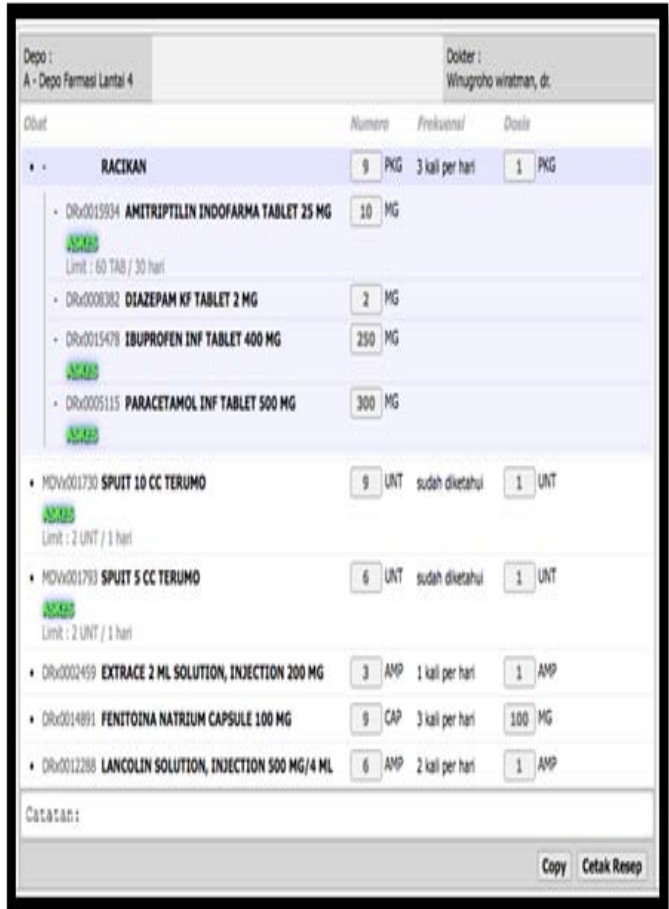 Depo :
A - Depo Farmasi Lantai 4
Dokter :
Winugroho wiratman, dr.
Obat Numero Frekuensi Dosis
- RACIKAN 9 PKG 3 kali per hari 1 PKG
DRx0015934 AMITRIPTILIN INDOFARMA TABLET 25 MG 10 MG
ASKES
Limit : 60 TAB / 30 hari
DRx0008382 DIAZEPAM KF TABLET 2 MG 2 MG
DRx0015478 IBUPROFEN INF TABLET 400 MG 250 MG
ASKES
DRx0005115 PARACETAMOL INF TABLET 500 MG 300 MG
ASKES
MDVx001730 SPUIT 10 CC TERUMO 9 UNT sudah diketahui 1 UNT
ASKES
Limit : 2 UNT / 1 hari
MDVx001793 SPUIT 5 CC TERUMO 6 UNT sudah diketahui 1 UNT
ASKES
Limit : 2 UNT / 1 hari
DRx0002459 EXTRACE 2 ML SOLUTION, INJECTION 200 MG 3 AMP 1 kali per hari 1 AMP
DRx0014891 FENITOINA NATRIUM CAPSULE 100 MG 9 CAP 3 kali per hari 100 MG
DRx0012288 LANCOLIN SOLUTION, INJECTION 500 MG/4 ML 6 AMP 2 kali per hari 1 AMP
Catatan:
Copy Cetak Resep